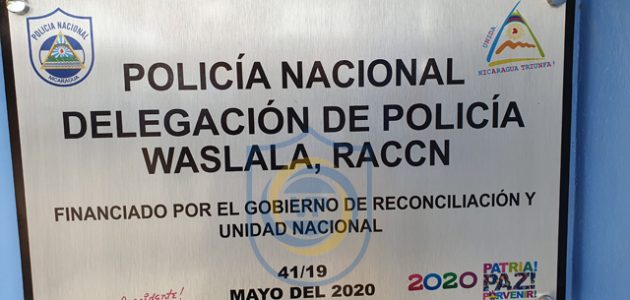 POLICIA NACIONAL
NICARAGUA
UNIDA
NICARAGUA TRIUNFA!
POLICÍA NACIONAL
DELEGACIÓN DE POLICÍA
WASLALA, RACCN
FINANCIADO POR EL GOBIERNO DE RECONCILIACIÓN Y
UNIDAD NACIONAL
41/19
MAYO DEL 2020
2020
PATRIA!
PAZ!
PORVENIR!